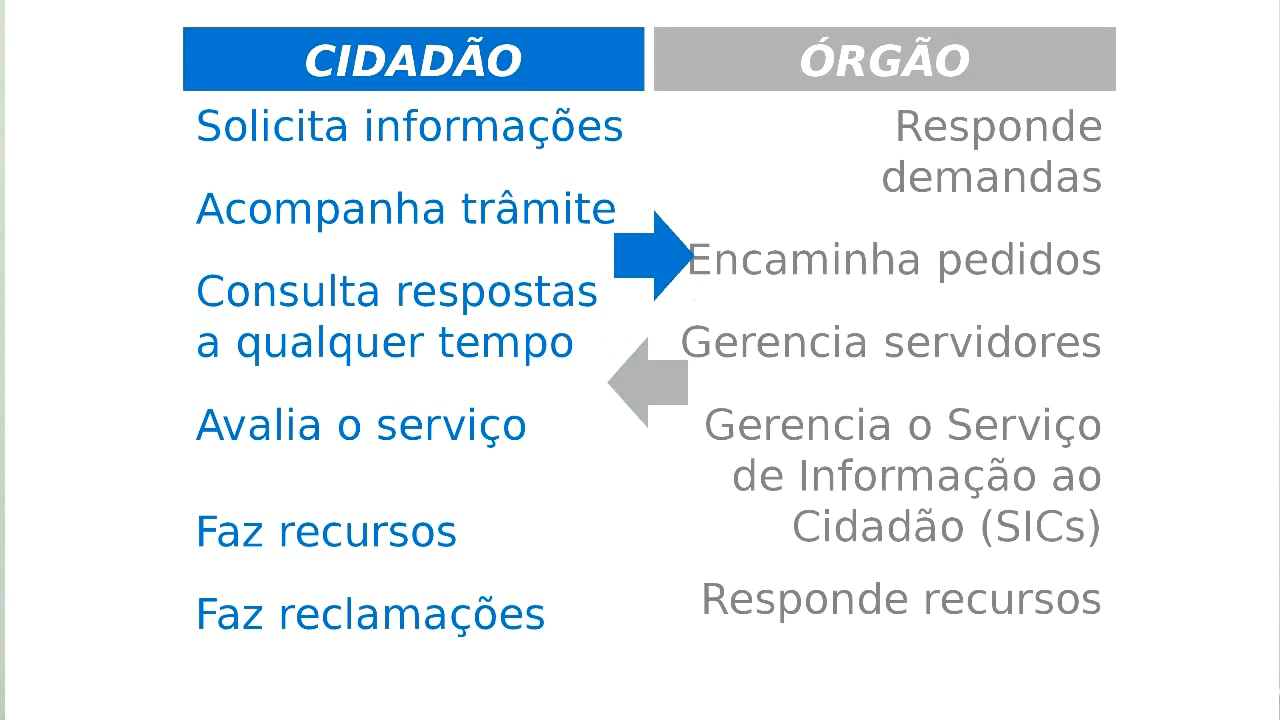 CIDADÃO
Solicita informações
Acompanha trâmite
Consulta respostas
a qualquer tempo
Avalia o serviço
Faz recursos
Faz reclamações
ÓRGÃO
Responde
demandas
Encaminha pedidos
Gerencia servidores
Gerencia o Serviço
de Informação ao
Cidadão (SICs)
Responde recursos